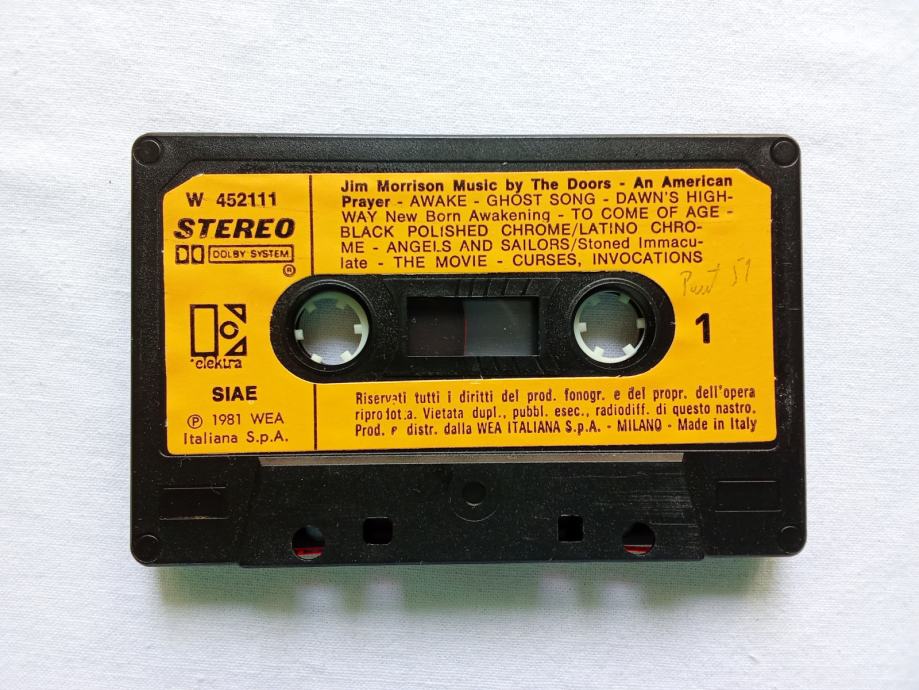 W 452111
STEREO
DOLBY SYSTEM
®
*elektra
SIAE
℗ 1981 WEA
Italiana S.p.A.
Jim Morrison Music by The Doors - An American
Prayer - AWAKE - GHOST SONG - DAWN'S HIGH-
WAY New Born Awakening - TO COME OF AGE -
BLACK POLISHED CHROME/LATINO CHRO-
ME - ANGELS AND SAILORS/Stoned Immacu-
late - THE MOVIE - CURSES, INVOCATIONS
1
Riservati tutti i diritti del prod. fonogr. e del propr. dell'opera
riprodot.a. Vietata dupl., pubbl. esec., radiodiff. di questo nastro.
Prod. e distr. dalla WEA ITALIANA S.p.A. - MILANO - Made in Italy